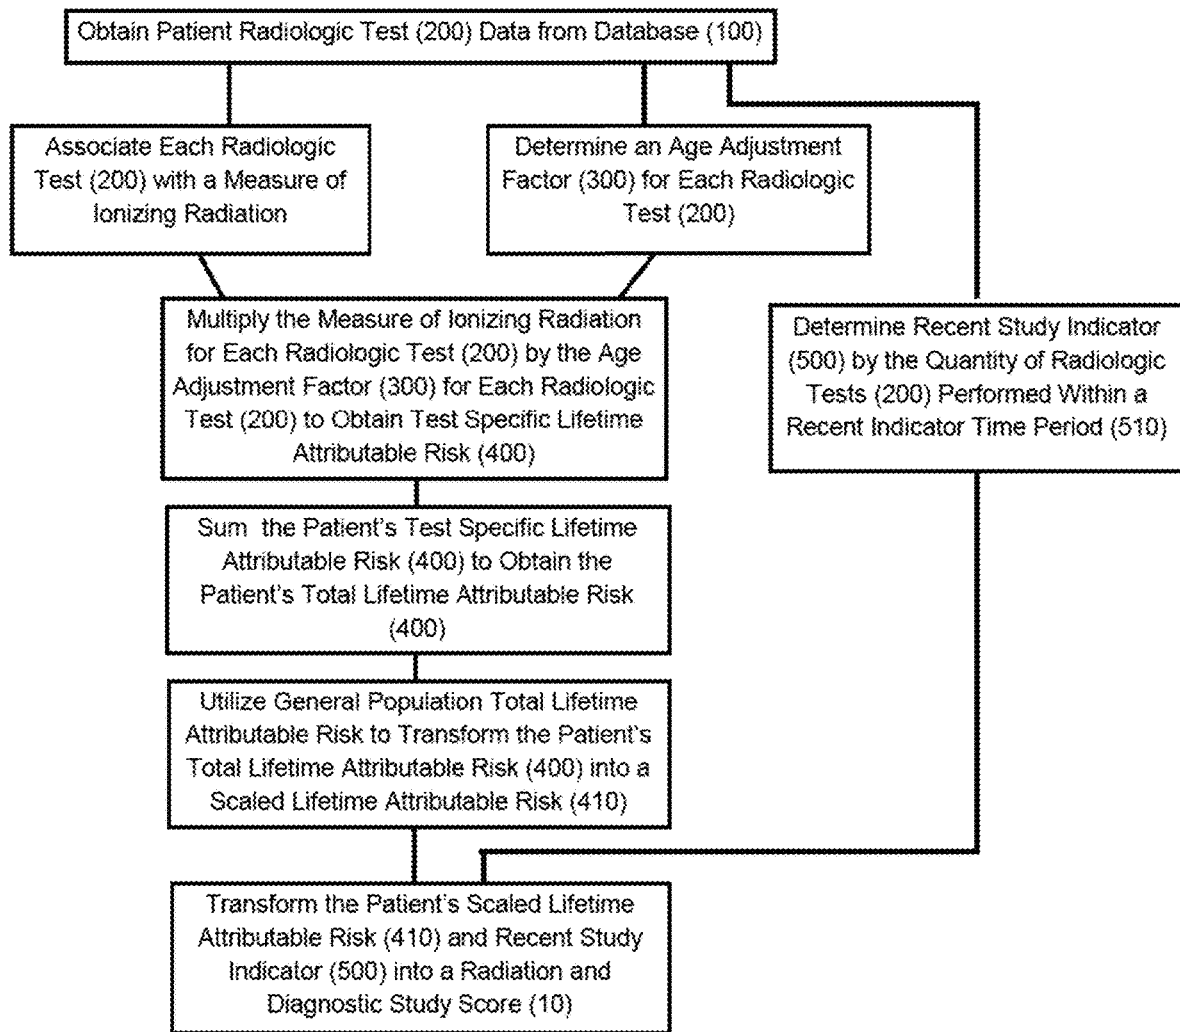 Obtain Patient Radiologic Test (200) Data from Database (100)
Associate Each Radiologic
Test (200) with a Measure of
Ionizing Radiation
Determine an Age Adjustment
Factor (300) for Each Radiologic
Test (200)
Multiply the Measure of Ionizing Radiation
for Each Radiologic Test (200) by the Age
Adjustment Factor (300) for Each Radiologic
Test (200) to Obtain Test Specific Lifetime
Attributable Risk (400)
Determine Recent Study Indicator
(500) by the Quantity of Radiologic
Tests (200) Performed Within a
Recent Indicator Time Period (510)
Sum the Patient's Test Specific Lifetime
Attributable Risk (400) to Obtain the
Patient's Total Lifetime Attributable Risk
(400)
Utilize General Population Total Lifetime
Attributable Risk to Transform the Patient's
Total Lifetime Attributable Risk (400) into a
Scaled Lifetime Attributable Risk (410)
Transform the Patient's Scaled Lifetime
Attributable Risk (410) and Recent Study
Indicator (500) into a Radiation and
Diagnostic Study Score (10)